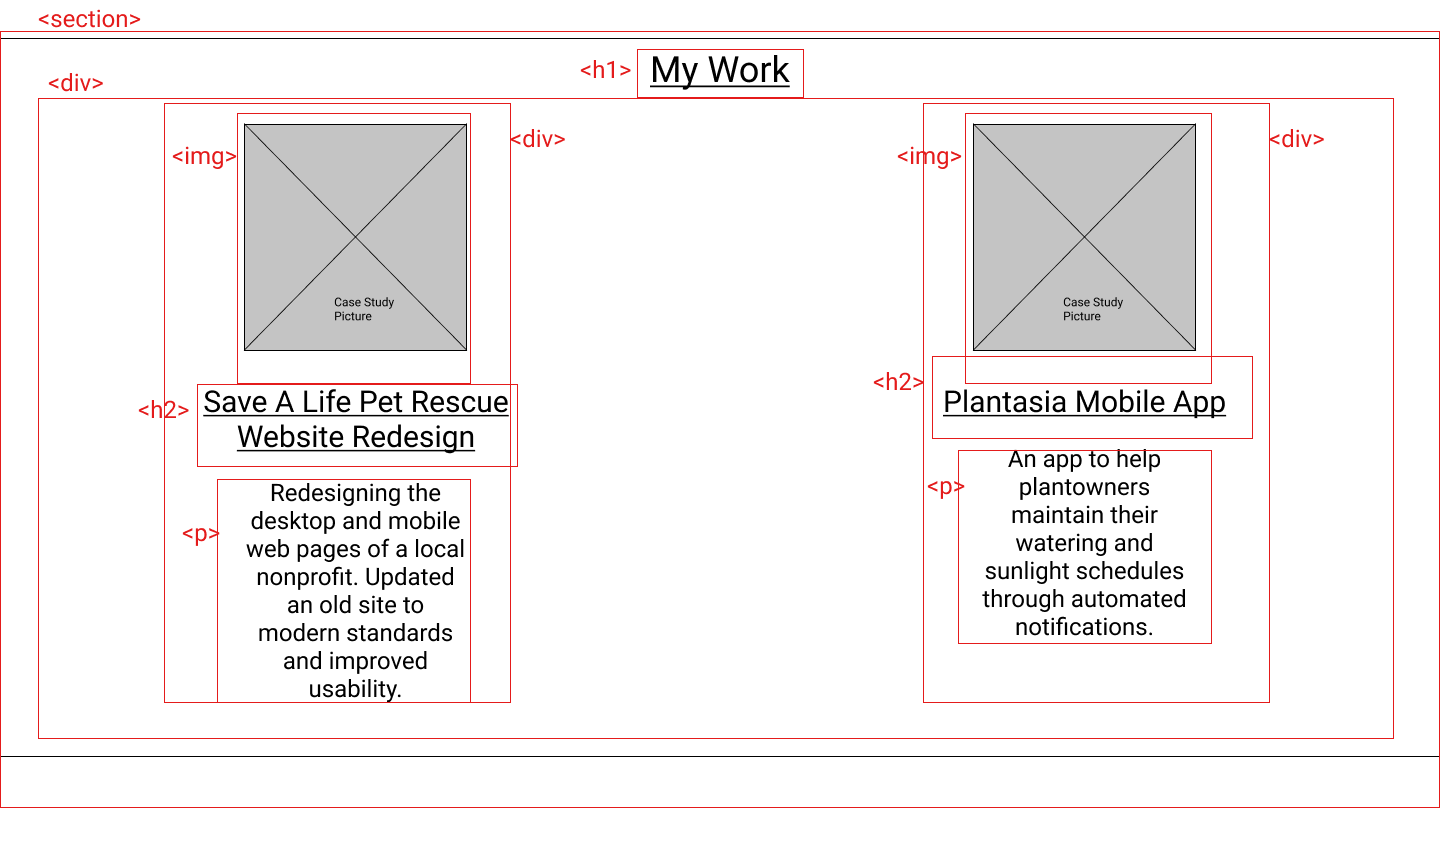 <section>
<h1>
My Work
<div>
<img>
<div>
Case Study
Picture
<h2>
Save A Life Pet Rescue
Website Redesign
<p>
Redesigning the
desktop and mobile
web pages of a local
nonprofit. Updated
an old site to
modern standards
and improved
usability.
<img>
<div>
Case Study
Picture
<h2>
Plantasia Mobile App
<p>
An app to help
plantowners
maintain their
watering and
sunlight schedules
through automated
notifications.